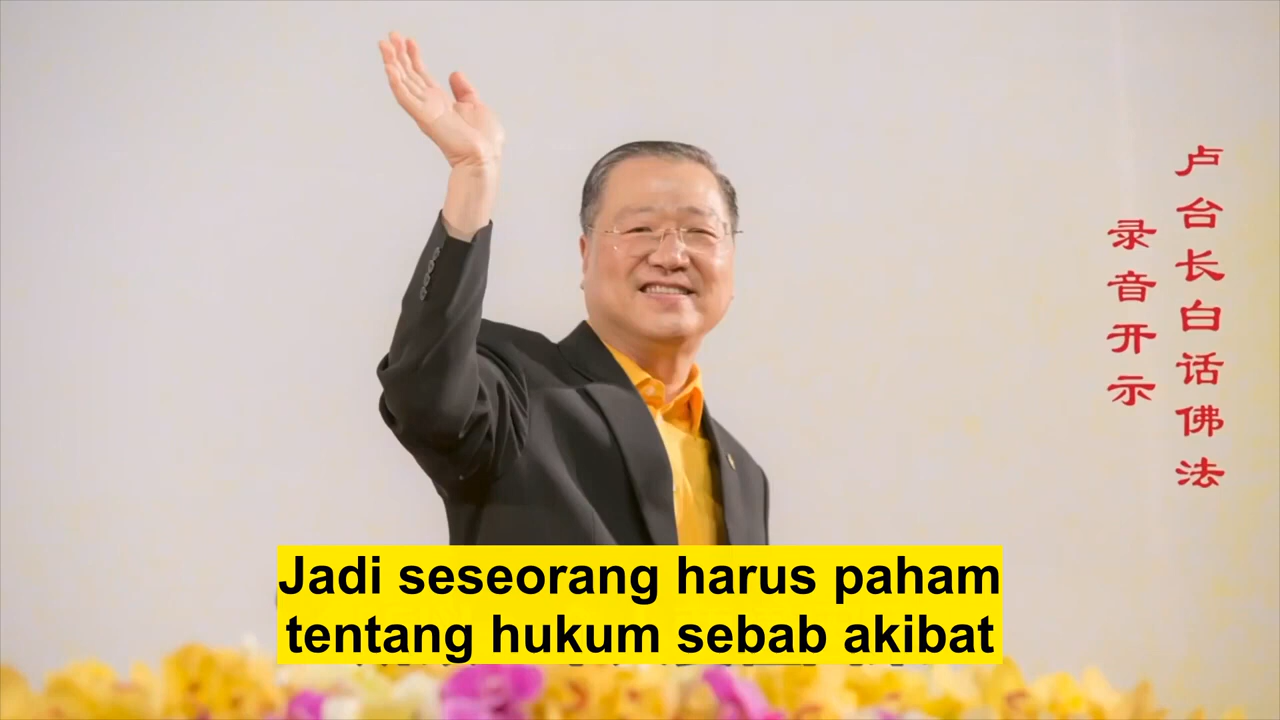 卢台长白话佛法
录音开示
Jadi seseorang harus paham
tentang hukum sebab akibat